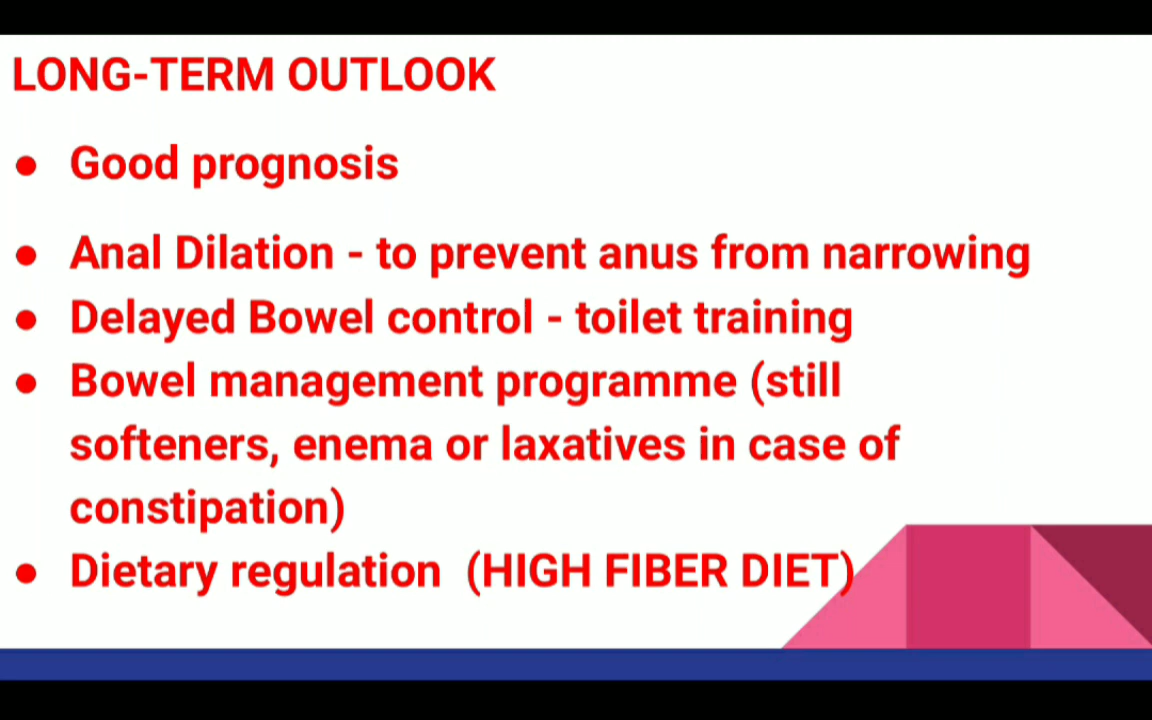 LONG-TERM OUTLOOK
● Good prognosis
● Anal Dilation - to prevent anus from narrowing
● Delayed Bowel control - toilet training
● Bowel management programme (still
softeners, enema or laxatives in case of
constipation)
● Dietary regulation (HIGH FIBER DIET)